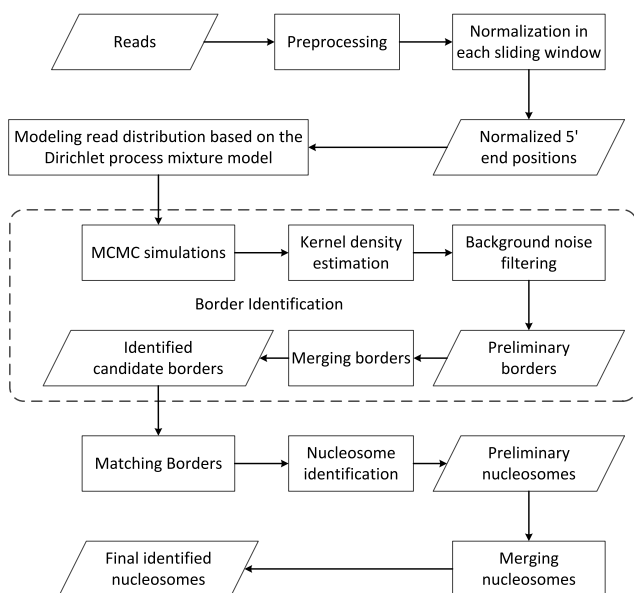 Reads
Preprocessing
Normalization in
each sliding window
Modeling read distribution based on the
Dirichlet process mixture model
Normalized 5'
end positions
MCMC simulations
Kernel density
estimation
Background noise
filtering
Border Identification
Identified
candidate borders
Merging borders
Preliminary
borders
Matching Borders
Nucleosome
identification
Preliminary
nucleosomes
Final identified
nucleosomes
Merging
nucleosomes